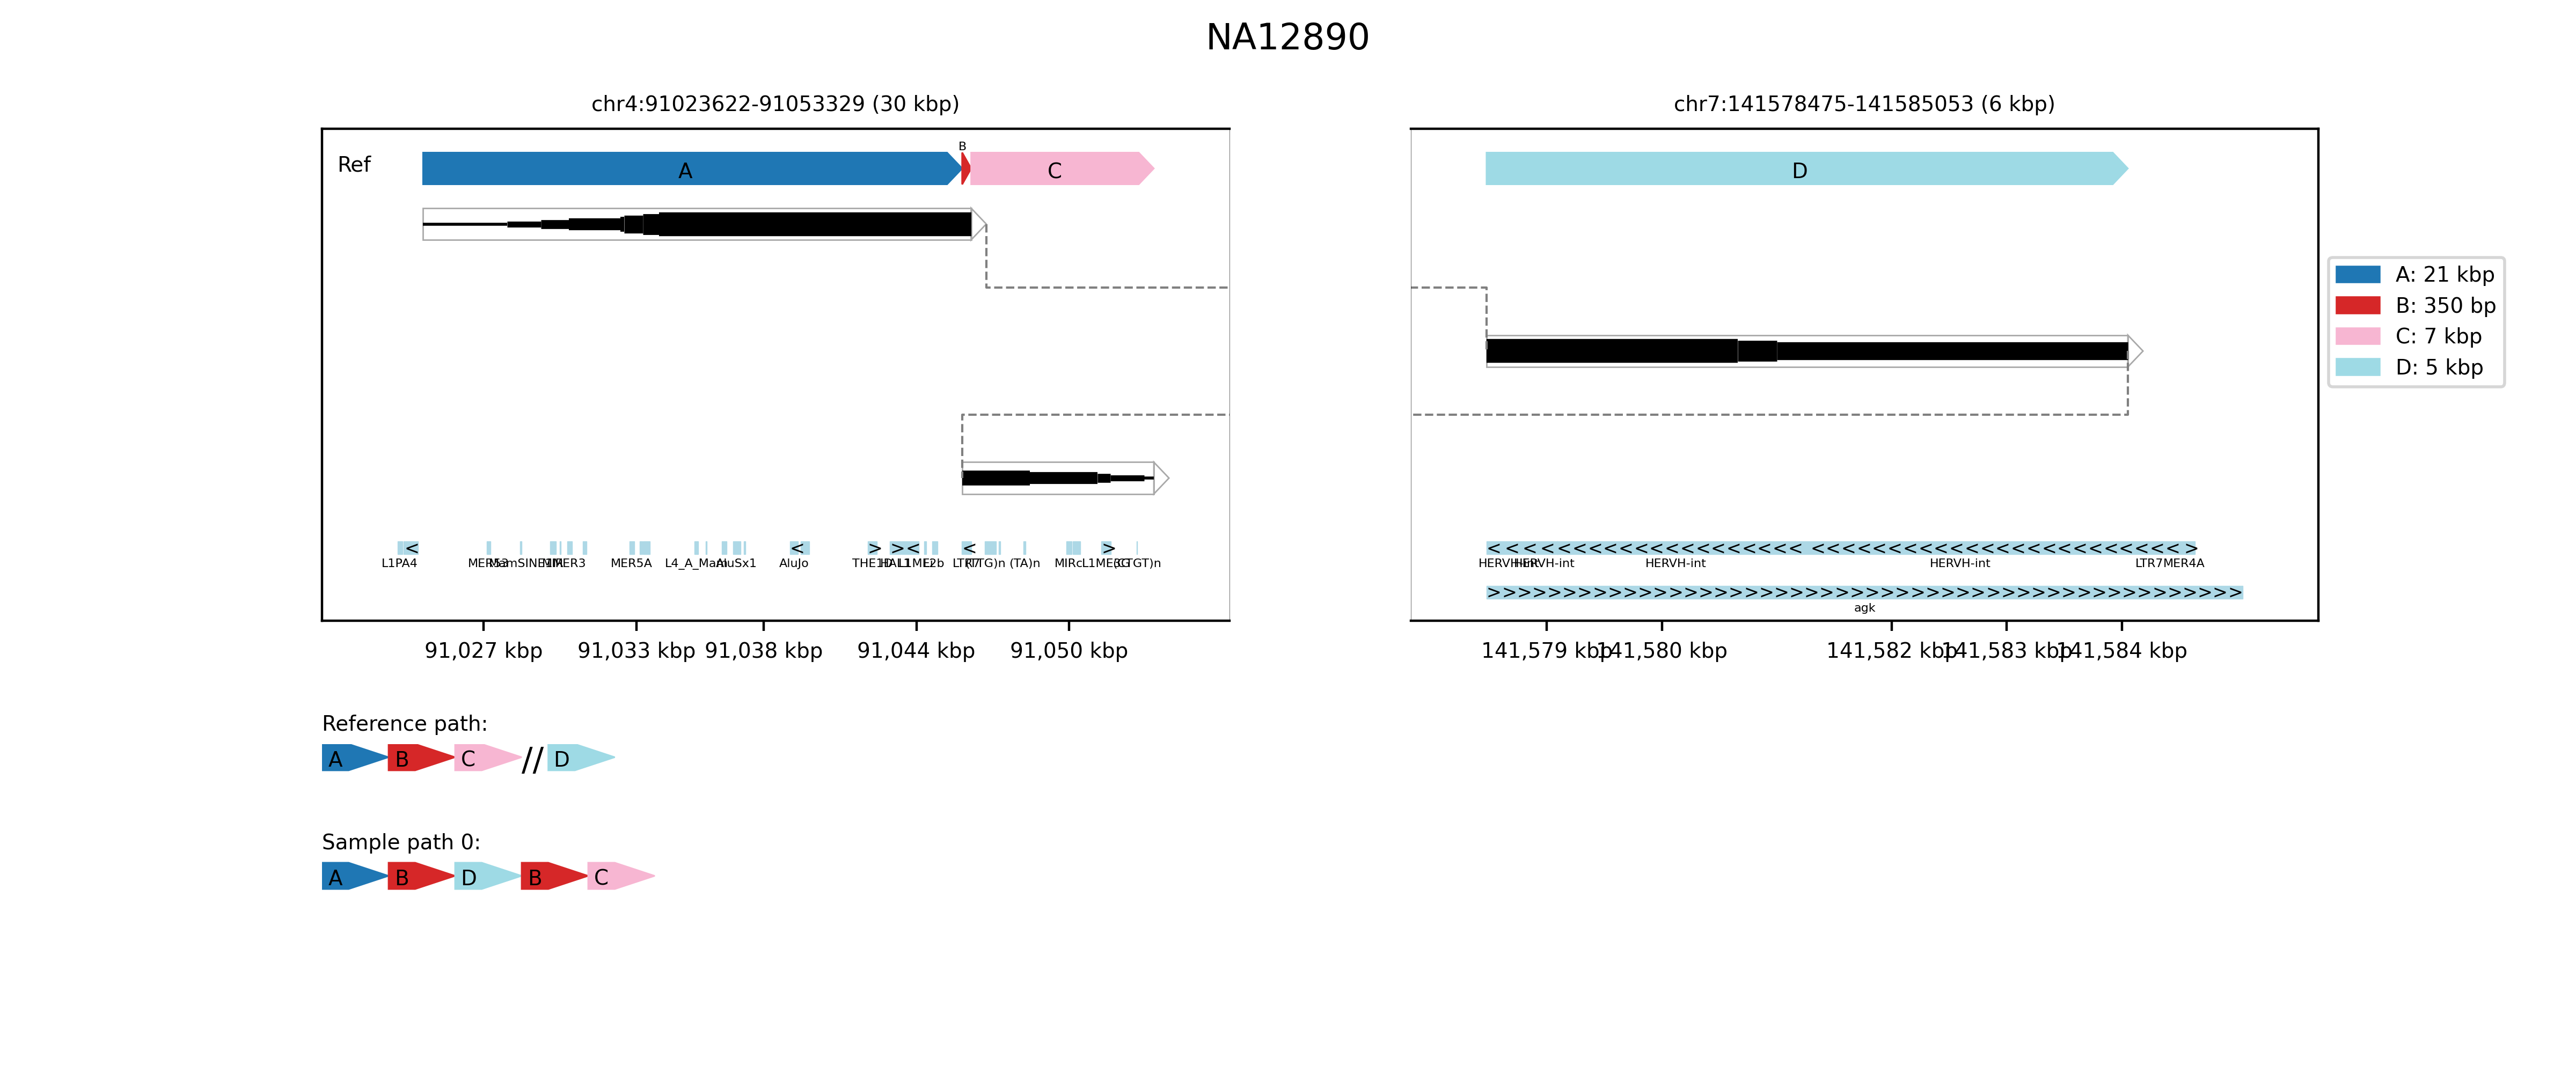 NA12890
chr4:91023622-91053329 (30 kbp)
chr7:141578475-141585053 (6 kbp)
Ref
A
B
C
D
A: 21 kbp
B: 350 bp
C: 7 kbp
D: 5 kbp
< < > > < < >
L1PA4 MER5A L4_A_Mam AluSx1 AluJo L2b (TA)n MIRc
< < < < < < < < < < < < < < < < < < < < < < < < < < < < < < < < < < < < < < < < < < < >
HERVH-int HERVH-int HERVH-int LTR7 MER4A
> > > > > > > > > > > > > > > > > > > > > > > > > > > > > > > > > > > > > > > > > > > > > > > > > >
agk
91,027 kbp 91,033 kbp 91,038 kbp 91,044 kbp 91,050 kbp
141,579 kbp 141,580 kbp 141,582 kbp 141,583 kbp 141,584 kbp
Reference path:
A B C // D
Sample path 0:
A B D B C